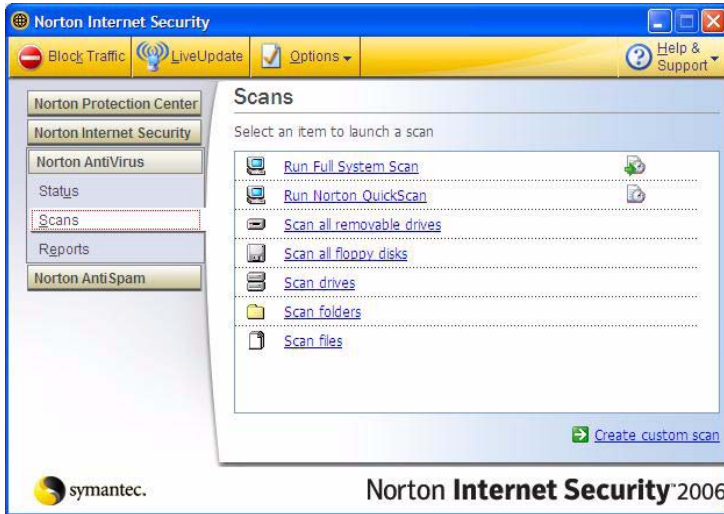 Norton Internet Security
Block Traffic LiveUpdate Options Help & Support
Norton Protection Center
Norton Internet Security
Norton AntiVirus
Status
Scans
Reports
Norton AntiSpam
Scans
Select an item to launch a scan
Run Full System Scan
Run Norton QuickScan
Scan all removable drives
Scan all floppy disks
Scan drives
Scan folders
Scan files
Create custom scan
symantec.
Norton Internet Security™2006